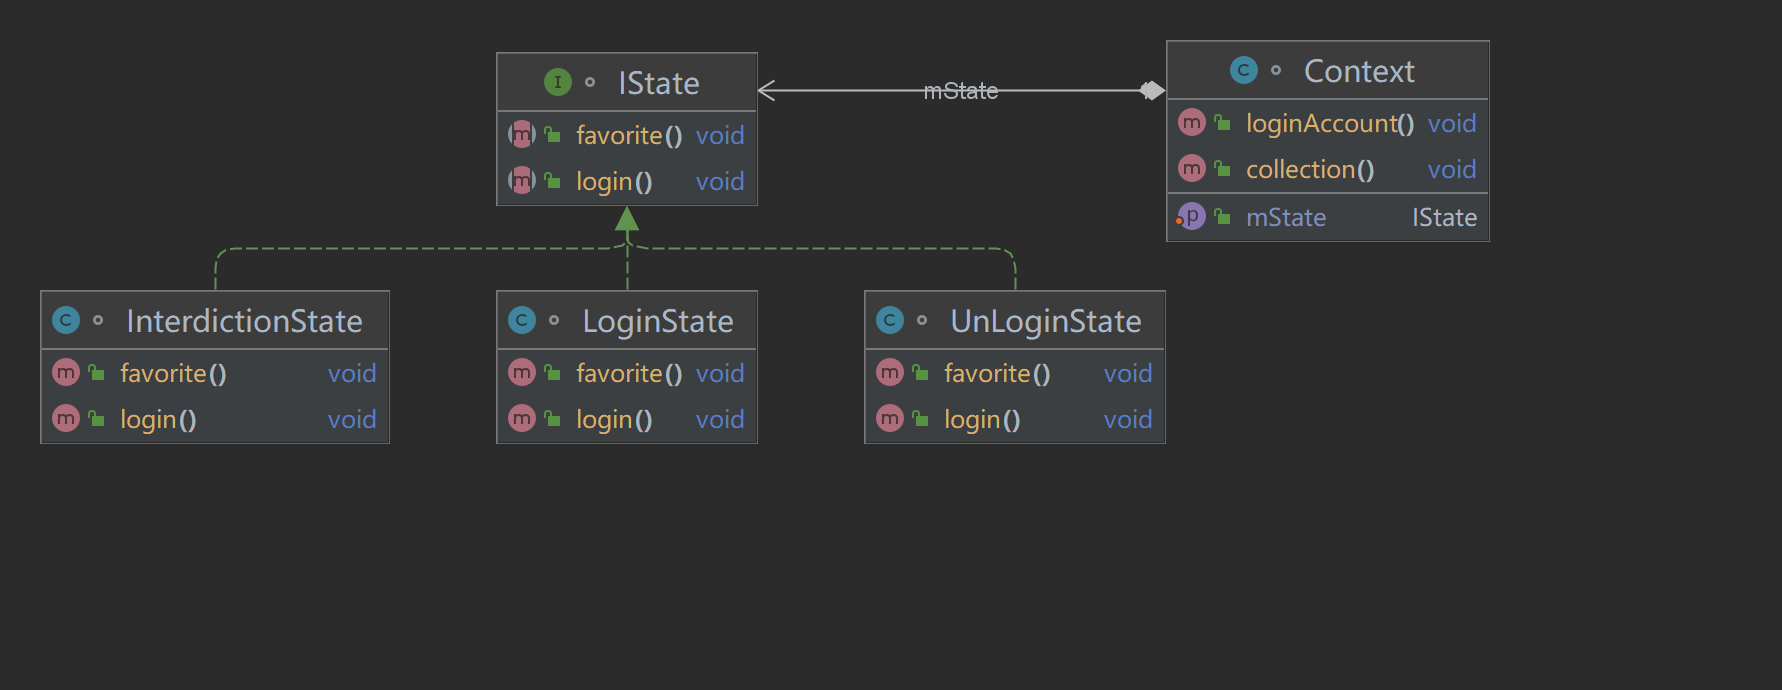 I IState
m favorite() void
m login() void
mState
C Context
m loginAccount() void
m collection() void
p mState IState
C InterdictionState
m favorite() void
m login() void
C LoginState
m favorite() void
m login() void
C UnLoginState
m favorite() void
m login() void